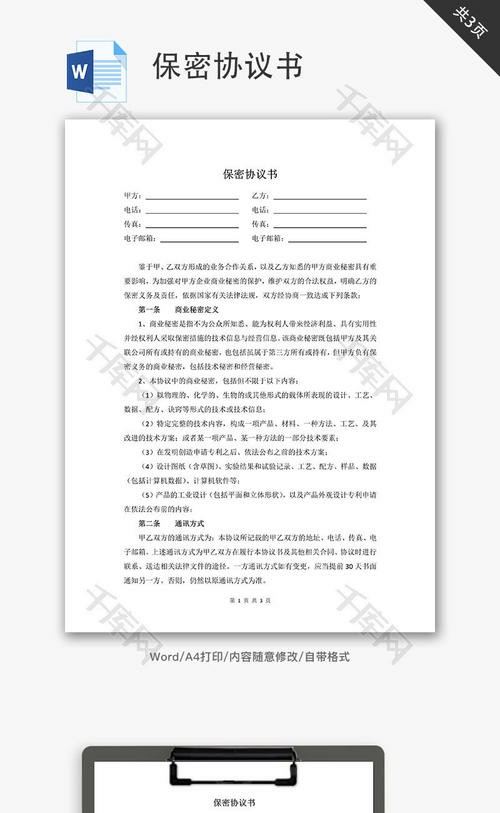 共3页
W
保密协议书
千库网
保密协议书
甲方：
乙方：
电话：
电话：
传真：
传真：
电子邮箱：
电子邮箱：
鉴于甲、乙双方形成的业务合作关系，以及乙方知悉的甲方商业秘密具有重
要影响，为加强对甲方企业商业秘密的保护，维护双方的合法权益，明确乙方的
保密义务及责任，依据国家有关法律法规，双方经协商一致达成下列条款：
第一条 商业秘密定义
1、商业秘密是指不为公众所知悉、能为权利人带来经济利益、具有实用性
并经权利人采取保密措施的技术信息与经营信息。该商业秘密既包括甲方及其关
联公司所有或持有的商业秘密，也包括虽属于第三方所有或持有，但甲方负有保
密义务的商业秘密，包括技术秘密和经营秘密。
2、本协议中的商业秘密，包括但不限于以下内容：
（1）以物理的、化学的、生物的或其他形式的载体所表现的设计、工艺、
数据、配方、诀窍等形式的技术或技术信息；
（2）特定完整的技术内容，构成一项产品、材料、一种方法、工艺、及其
改进的技术方案；或者某一项产品、某一种方法的一部分技术要素；
（3）在发明创造申请专利之后、依法公布之前的技术方案；
（4）设计图纸（含草图）、实验结果和试验记录、工艺、配方、样品、数据
（包括计算机数据）、计算机软件等；
（5）产品的工业设计（包括平面和立体形状），以及产品外观设计专利申请
在依法公布前的内容；
第二条 通讯方式
甲乙双方的通讯方式为：本协议所记载的甲乙双方的地址、电话、传真、电
子邮箱。上述通讯方式为甲乙双方在履行本协议书及其他相关合同、协议时进行
联系、送达相关法律文件的途径。一方通讯方式如有变更，应当提前 30 天书面
通知另一方。否则，仍然以原通讯方式为准。
第 1 页 共 3 页
Word/A4打印/内容随意修改/自带格式
保密协议书